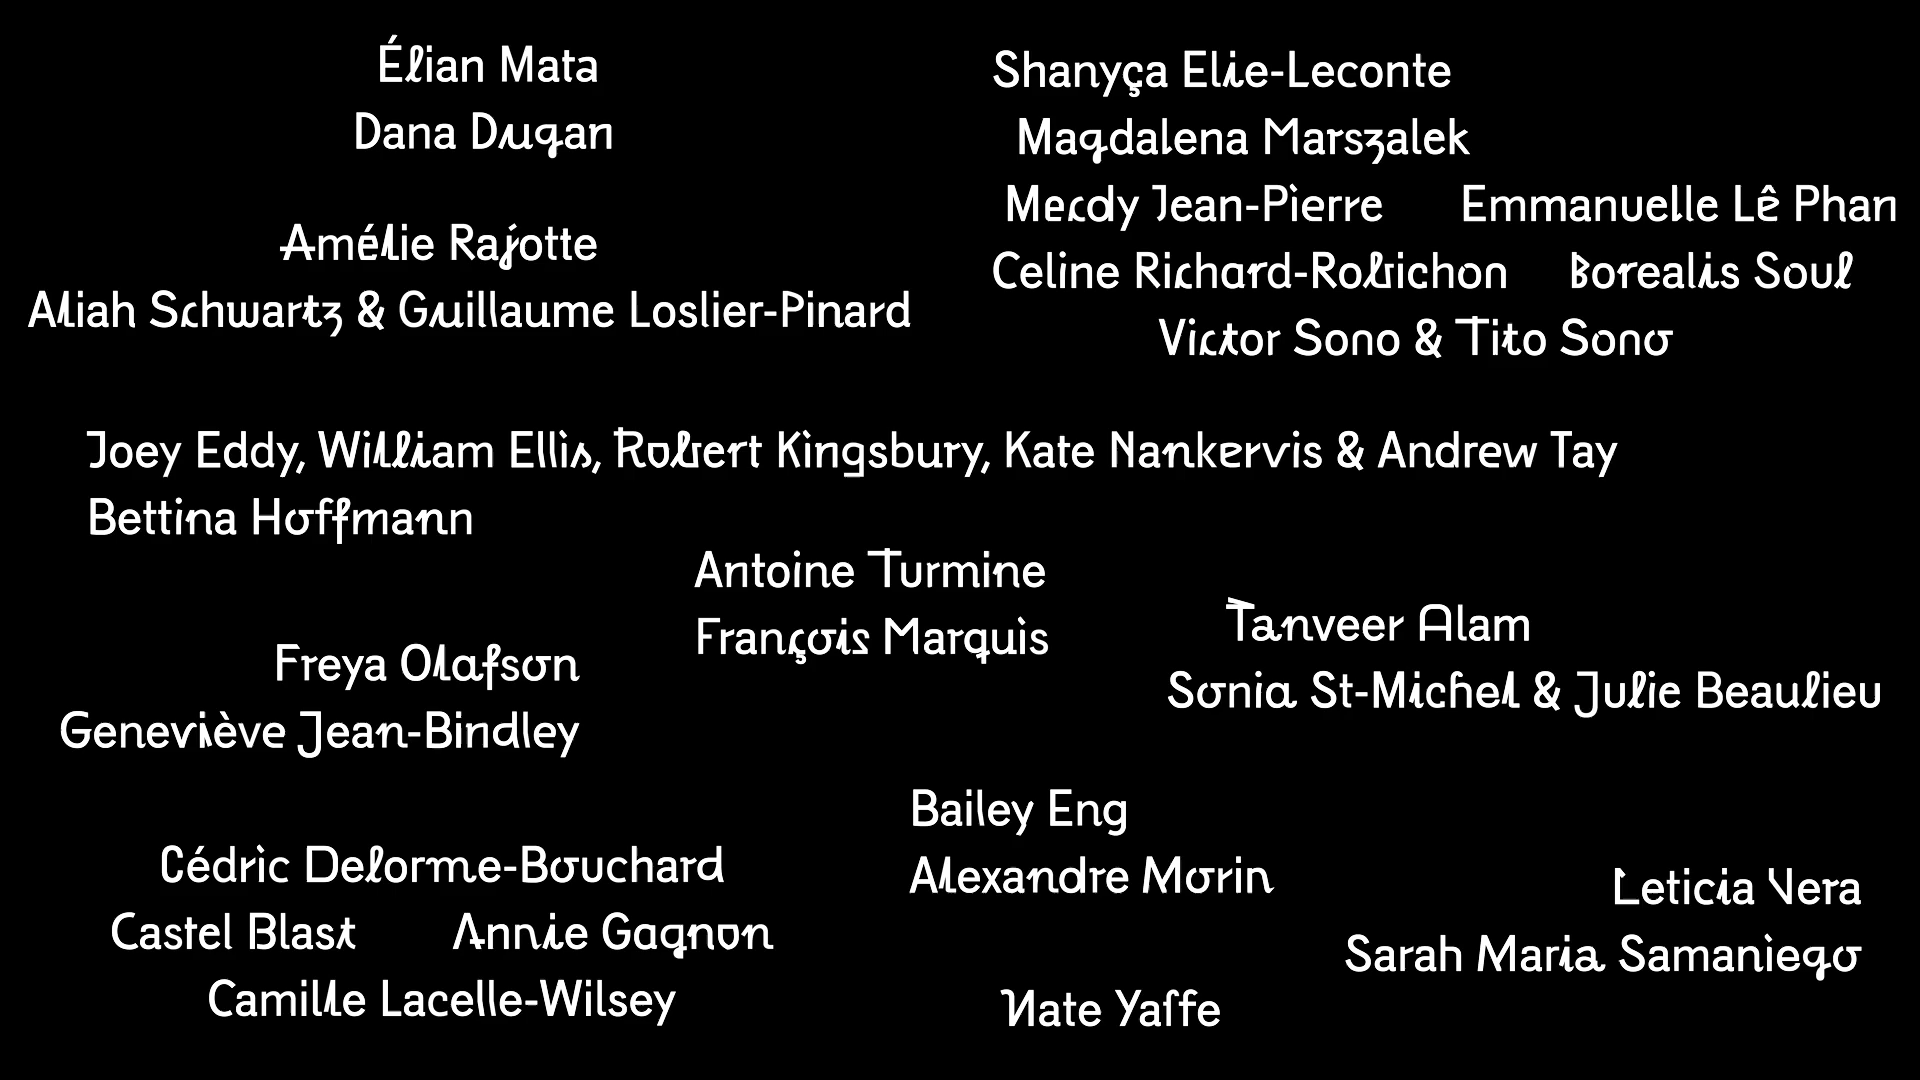 Élian Mata
Dana Dugan
Amélie Rajotte
Aliah Schwartz & Guillaume Loslier-Pinard
Shanyça Elie-Leconte
Magdalena Marszalek
Mecdy Jean-Pierre
Emmanuelle Lê Phan
Celine Richard-Robichon
Borealis Soul
Victor Sono & Tito Sono
Joey Eddy, William Ellis, Robert Kingsbury, Kate Nankervis & Andrew Tay
Bettina Hoffmann
Antoine Turmine
François Marquis
Tanveer Alam
Sonia St-Michel & Julie Beaulieu
Freya Olafson
Geneviève Jean-Bindley
Bailey Eng
Alexandre Morin
Cédric Delorme-Bouchard
Castel Blast
Annie Gagnon
Camille Lacelle-Wilsey
Leticia Vera
Sarah Maria Samaniego
Nate Yaffe